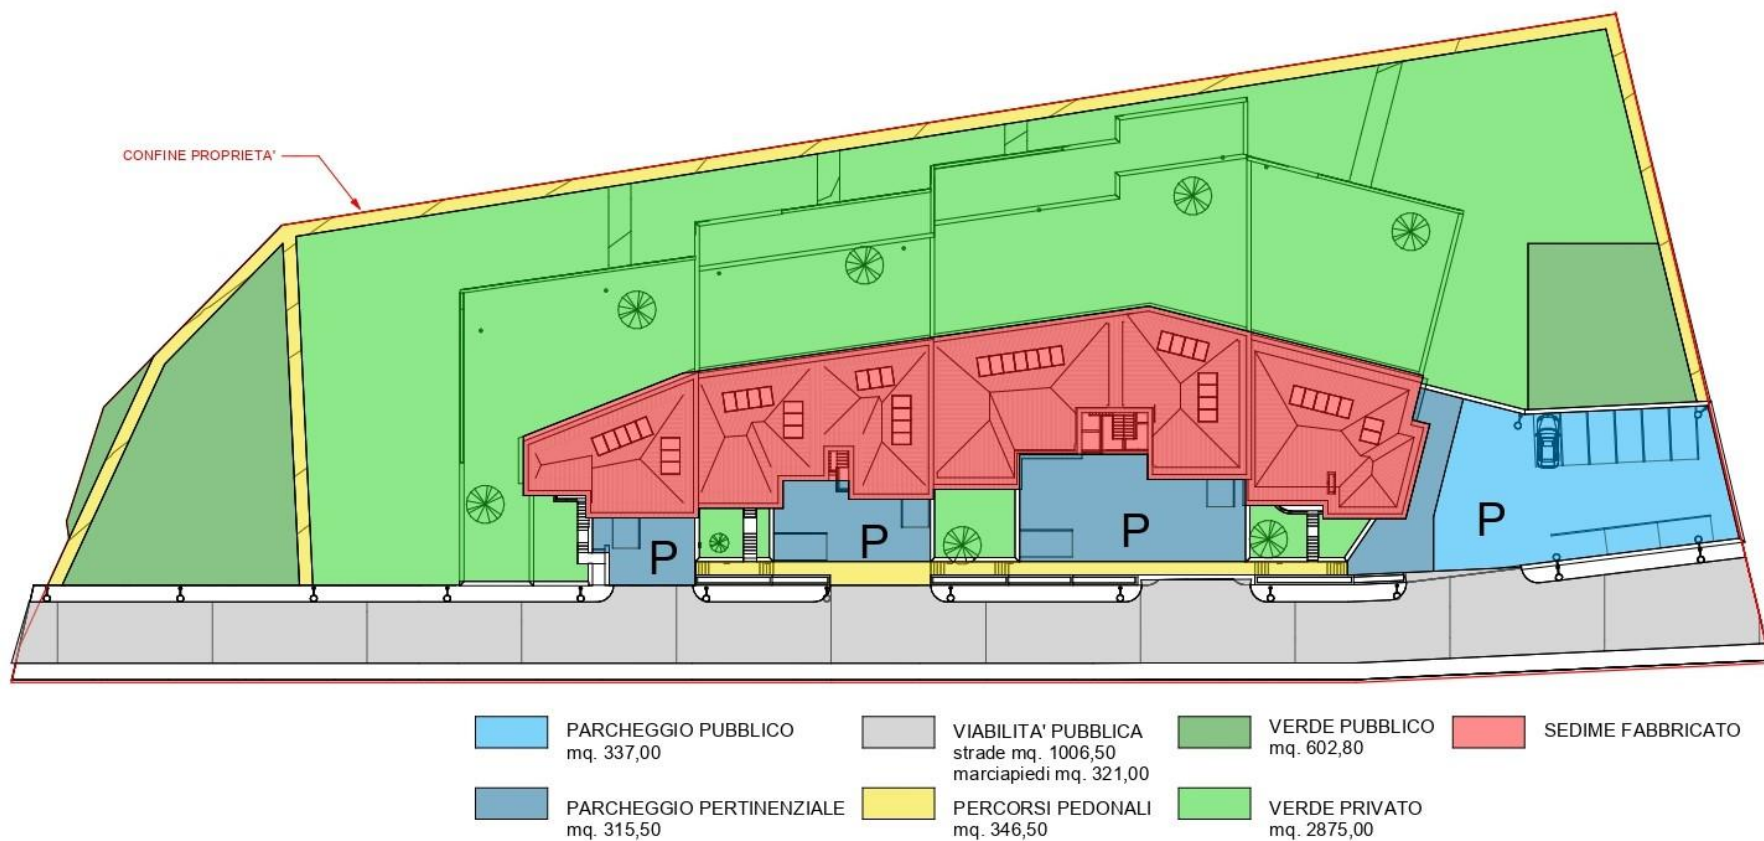 CONFINE PROPRIETA'
P
P
P
P
PARCHEGGIO PUBBLICO
mq. 337,00
VIABILITA' PUBBLICA
strade mq. 1006,50
marciapiedi mq. 321,00
VERDE PUBBLICO
mq. 602,80
SEDIME FABBRICATO
PARCHEGGIO PERTINENZIALE
mq. 315,50
PERCORSI PEDONALI
mq. 346,50
VERDE PRIVATO
mq. 2875,00